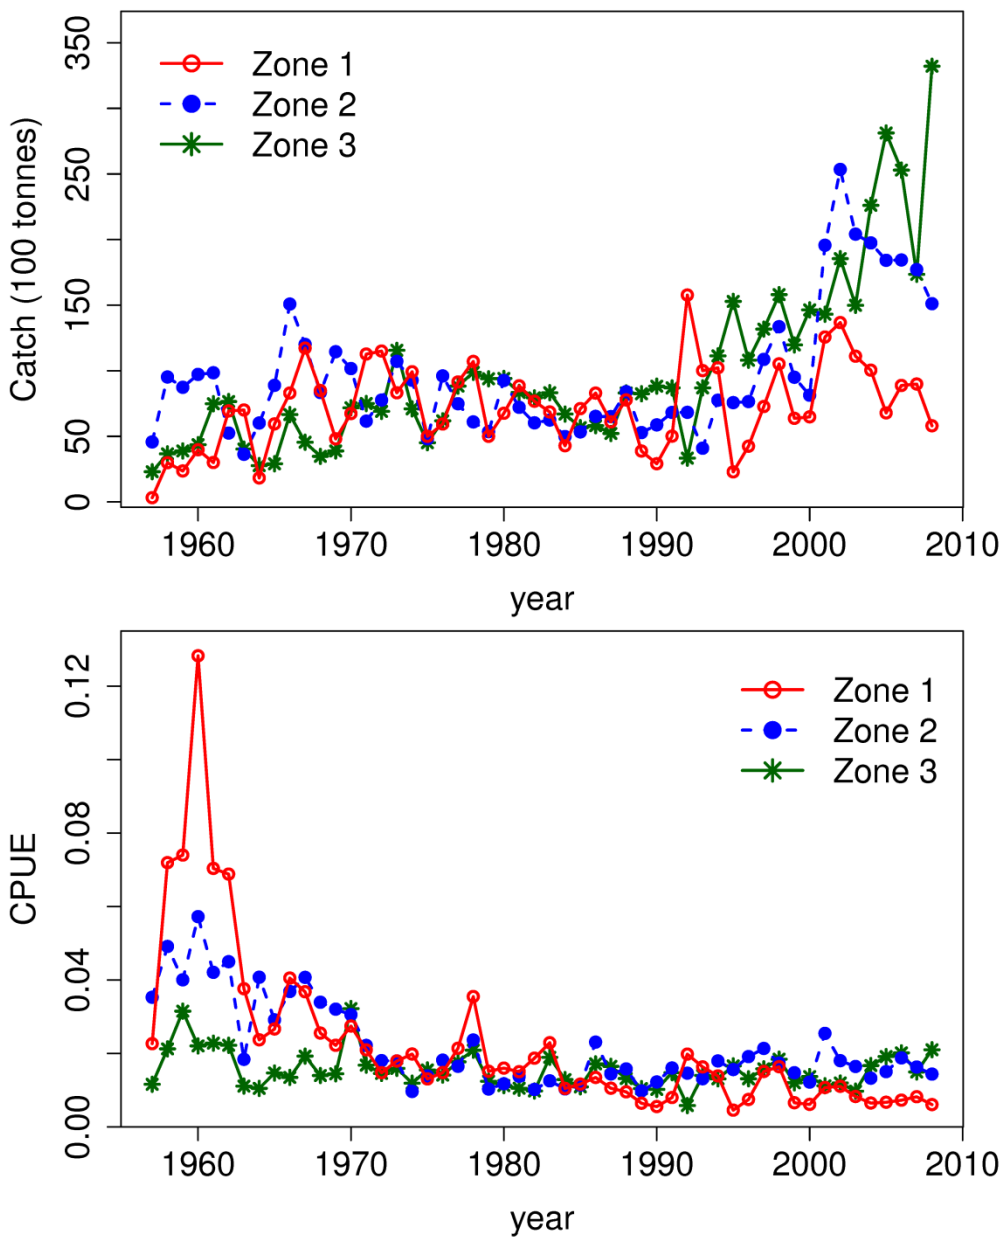 Catch (100 tonnes)
350
250
150
50
0
Zone 1
Zone 2
Zone 3
1960 1970 1980 1990 2000 2010
year
CPUE
0.12
0.08
0.04
0.00
Zone 1
Zone 2
Zone 3
1960 1970 1980 1990 2000 2010
year